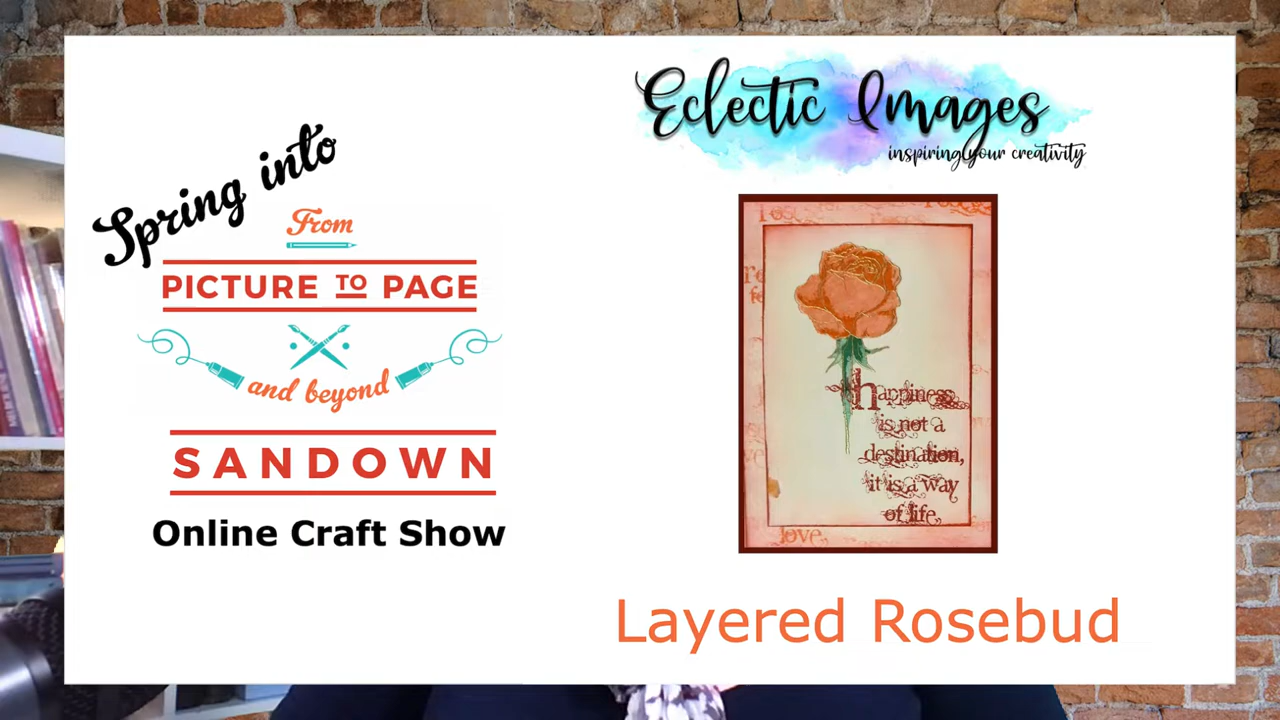 Spring into
From
PICTURE TO PAGE
and beyond
SANDOWN
Online Craft Show
Eclectic Images
inspiring your creativity
happiness
is not a
destination,
it is a way
of life.
love,
Layered Rosebud